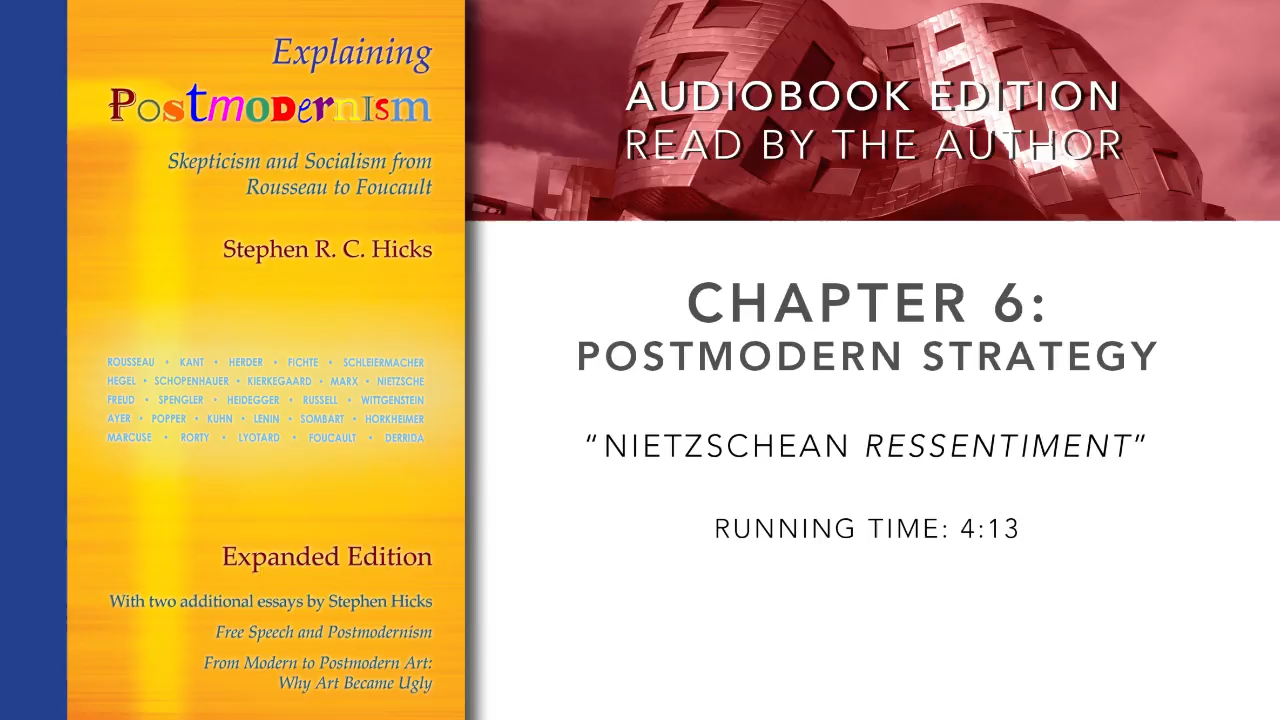 Explaining
Postmodernism
Skepticism and Socialism from
Rousseau to Foucault
Stephen R. C. Hicks
ROUSSEAU • KANT • HERDER • FICHTE • SCHLEIERMACHER
HEGEL • SCHOPENHAUER • KIERKEGAARD • MARX • NIETZSCHE
FREUD • SPENGLER • HEIDEGGER • RUSSELL • WITTGENSTEIN
AYER • POPPER • KUHN • LENIN • SOMBART • HORKHEIMER
MARCUSE • RORTY • LYOTARD • FOUCAULT • DERRIDA
Expanded Edition
With two additional essays by Stephen Hicks
Free Speech and Postmodernism
From Modern to Postmodern Art:
Why Art Became Ugly
AUDIOBOOK EDITION
READ BY THE AUTHOR
CHAPTER 6:
POSTMODERN STRATEGY
“NIETZSCHEAN RESSENTIMENT”
RUNNING TIME: 4:13